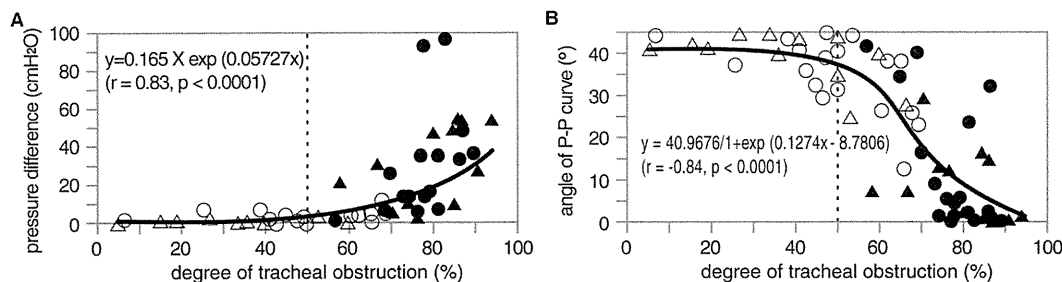 A
pressure difference (cmH2O)
100
80
60
40
20
0
y=0.165 X exp (0.05727x)
(r = 0.83, p < 0.0001)
0 20 40 60 80 100
degree of tracheal obstruction (%)
B
angle of P-P curve (º)
40
30
20
10
0
y = 40.9676/1+exp (0.1274x - 8.7806)
(r = -0.84, p < 0.0001)
0 20 40 60 80 100
degree of tracheal obstruction (%)